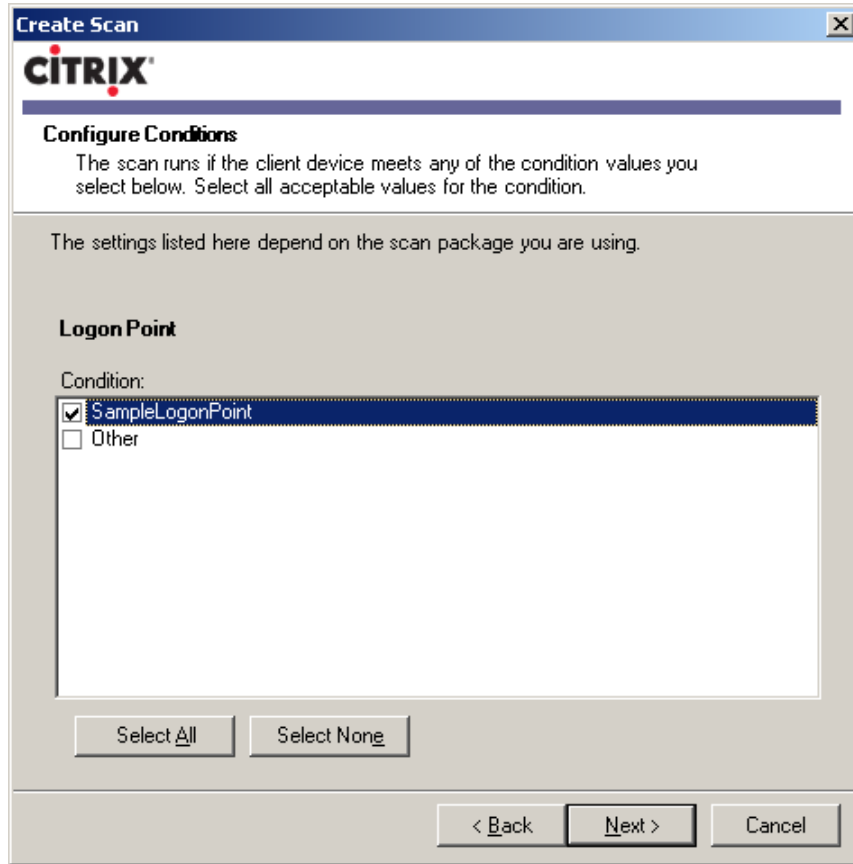 Create Scan
CITRIX
Configure Conditions
The scan runs if the client device meets any of the condition values you
select below. Select all acceptable values for the condition.
The settings listed here depend on the scan package you are using.
Logon Point
Condition:
SampleLogonPoint
Other
Select All Select None
< Back Next > Cancel